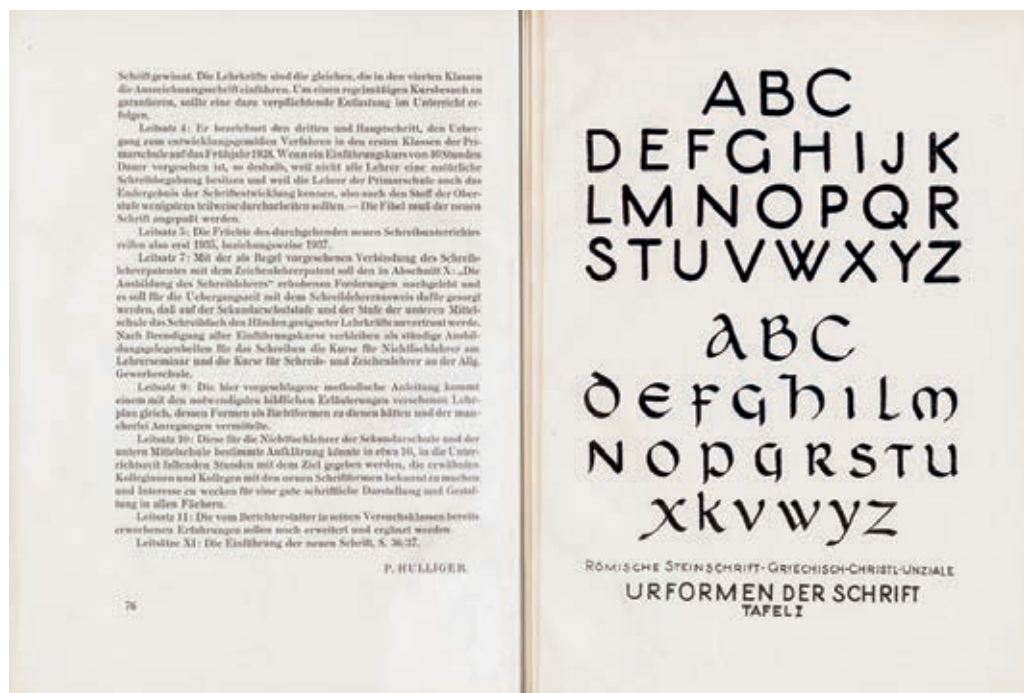 Schrift gewinnt. Die Lehrkräfte sind die gleichen, die in den vierten Klassen
die Auszeichnungsschrift einführen. Um einen regelmäßigen Kursbesuch zu
garantieren, sollte eine dazu verpflichtende Entlastung im Unterricht er-
folgen.
Leitsatz 4: Er bezeichnet den dritten und Hauptschritt, den Ueber-
gang zum entwicklungsgemäßen Verfahren in den ersten Klassen der Pri-
marschule auf das Frühjahr 1928. Wenn ein Einführungskurs von 40 Stunden
Dauer vorgesehen ist, so deshalb, weil nicht alle Lehrer eine natürliche
Schreibbegabung besitzen und weil die Lehrer der Primarschule auch das
Endergebnis der Schriftentwicklung kennen, also auch den Stoff der Ober-
stufe wenigstens teilweise durcharbeiten sollten. — Die Fibel muß der neuen
Schrift angepaßt werden.
Leitsatz 5: Die Früchte des durchgehenden neuen Schreibunterrichtes
reifen also erst 1935, beziehungsweise 1937.
Leitsatz 7: Mit der als Regel vorgesehenen Verbindung des Schreib-
lehrerpatentes mit dem Zeichenlehrerpatent soll den in Abschnitt X: „Die
Ausbildung des Schreiblehrers" erhobenen Forderungen nachgelebt und
es soll für die Uebergangszeit mit dem Schreiblehrerausweis dafür gesorgt
werden, daß auf der Sekundarschulstufe und der Stufe der unteren Mittel-
schule das Schreibfach den Händen geeigneter Lehrkräfte anvertraut werde.
Nach Beendigung aller Einführungskurse verbleiben als ständige Ausbil-
dungsgelegenheiten für das Schreiben die Kurse für Nichtfachlehrer am
Lehrerseminar und die Kurse für Schreib- und Zeichenlehrer an der Allg.
Gewerbeschule.
Leitsatz 9: Die hier vorgeschlagene methodische Anleitung kommt
einem mit den notwendigsten bildlichen Erläuterungen versehenen Lehr-
plan gleich, dessen Formen als Richtformen zu dienen hätten und der man-
cherlei Anregungen vermittelte.
Leitsatz 10: Diese für die Nichtfachlehrer der Sekundarschule und der
untern Mittelschule bestimmte Aufklärung könnte in etwa 10, in die Unter-
richtszeit fallenden Stunden mit dem Ziel gegeben werden, die erwähnten
Kolleginnen und Kollegen mit den neuen Schriftformen bekannt zu machen
und Interesse zu wecken für eine gute schriftliche Darstellung und Gestal-
tung in allen Fächern.
Leitsatz 11: Die vom Berichterstatter in seinen Versuchsklassen bereits
erworbenen Erfahrungen sollen noch erweitert und ergänzt werden.
Leitsätze XI: Die Einführung der neuen Schrift, S. 36/37.
P. HULLIGER.
76
ABC
DEFGHIJK
LMNOPQR
STUVWXYZ
aBC
defghilm
NOpqRSTU
xkvwyz
RÖMISCHE STEINSCHRIFT-GRIECHISCH-CHRISTL-UNZIALE
URFORMEN DER SCHRIFT
TAFEL I